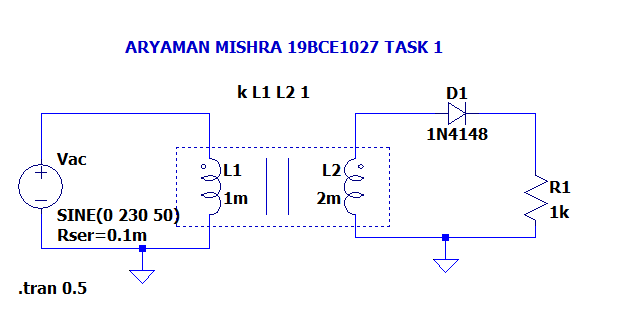 ARYAMAN MISHRA 19BCE1027 TASK 1
k L1 L2 1
D1
1N4148
Vac
L1
L2
1m
2m
R1
1k
SINE(0 230 50)
Rser=0.1m
.tran 0.5